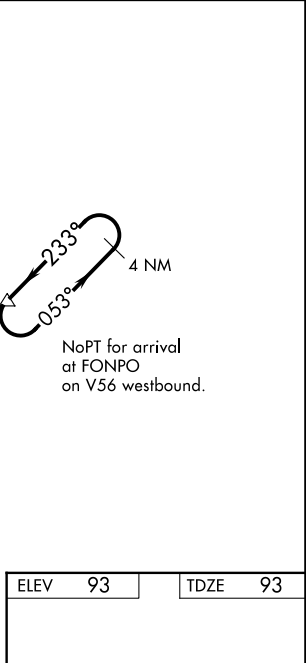 233°
4 NM
053°
NoPT for arrival
at FONPO
on V56 westbound.
ELEV 93 TDZE 93